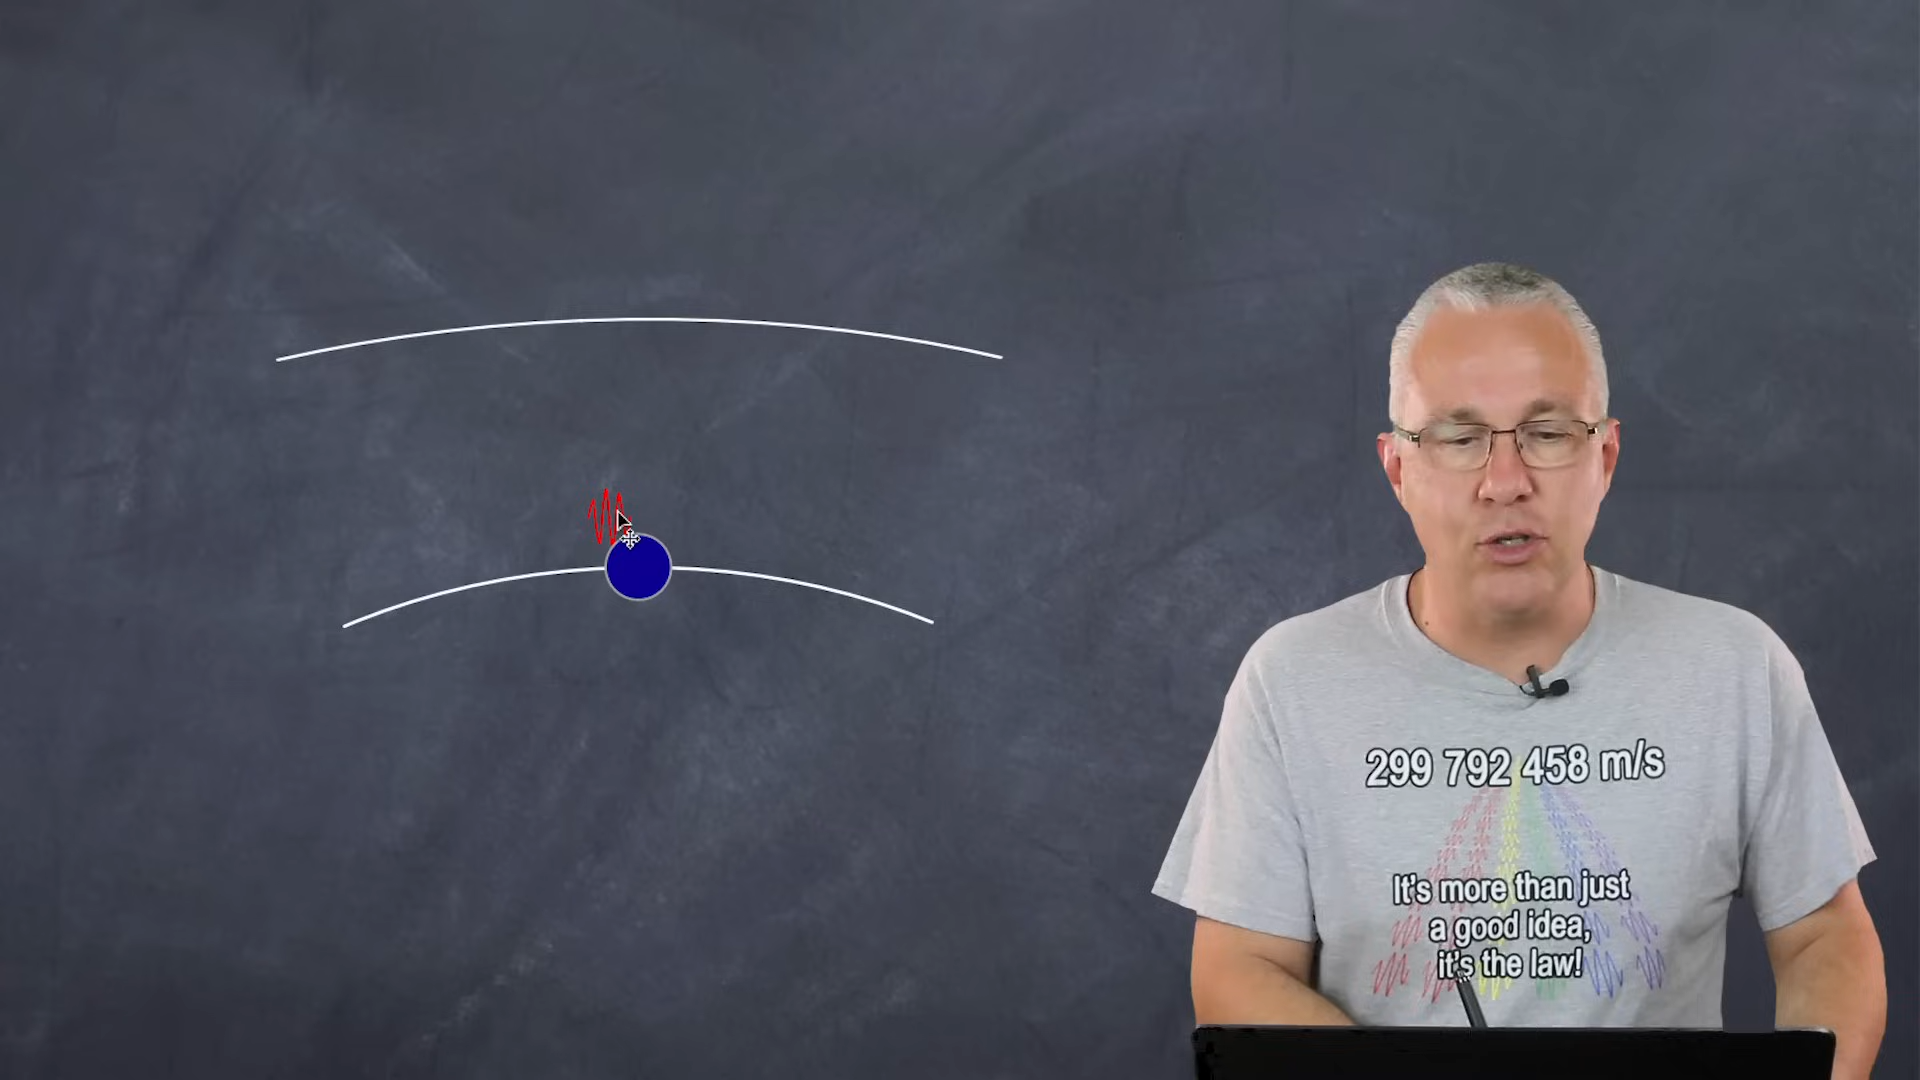 299 792 458 m/s
It's more than just
a good idea,
it's the law!